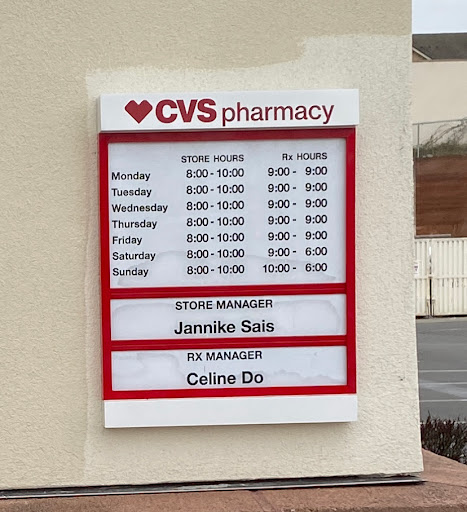 CVS pharmacy
STORE HOURS Rx HOURS
Monday 8:00 - 10:00 9:00 - 9:00
Tuesday 8:00 - 10:00 9:00 - 9:00
Wednesday 8:00 - 10:00 9:00 - 9:00
Thursday 8:00 - 10:00 9:00 - 9:00
Friday 8:00 - 10:00 9:00 - 9:00
Saturday 8:00 - 10:00 9:00 - 6:00
Sunday 8:00 - 10:00 10:00 - 6:00
STORE MANAGER
Jannike Sais
RX MANAGER
Celine Do